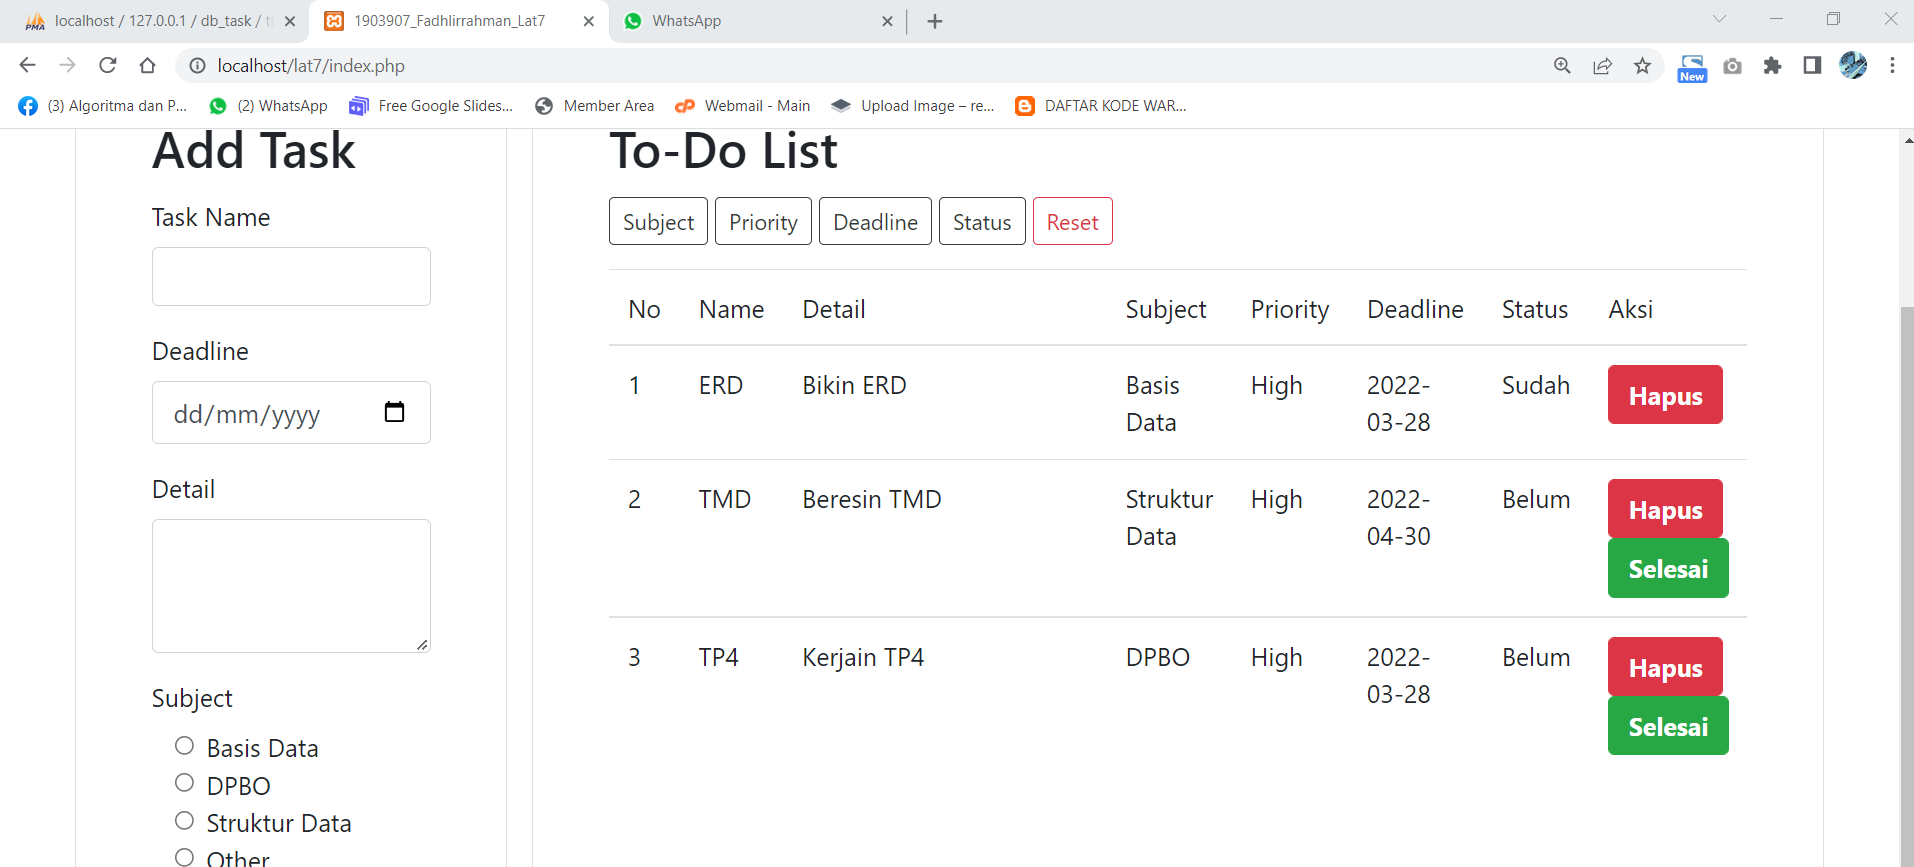 localhost / 127.0.0.1 / db_task / t
1903907_Fadhlirrahman_Lat7
WhatsApp
localhost/lat7/index.php
New
(3) Algoritma dan P...
(2) WhatsApp
Free Google Slides...
Member Area
Webmail - Main
Upload Image – re...
DAFTAR KODE WAR...
Add Task
Task Name
Deadline
dd/mm/yyyy
Detail
Subject
Basis Data
DPBO
Struktur Data
Other
To-Do List
Subject Priority Deadline Status Reset
No Name Detail Subject Priority Deadline Status Aksi
1 ERD Bikin ERD Basis High 2022- Sudah Hapus
Data 03-28
2 TMD Beresin TMD Struktur High 2022- Belum Hapus
Data 04-30
Selesai
3 TP4 Kerjain TP4 DPBO High 2022- Belum Hapus
03-28
Selesai